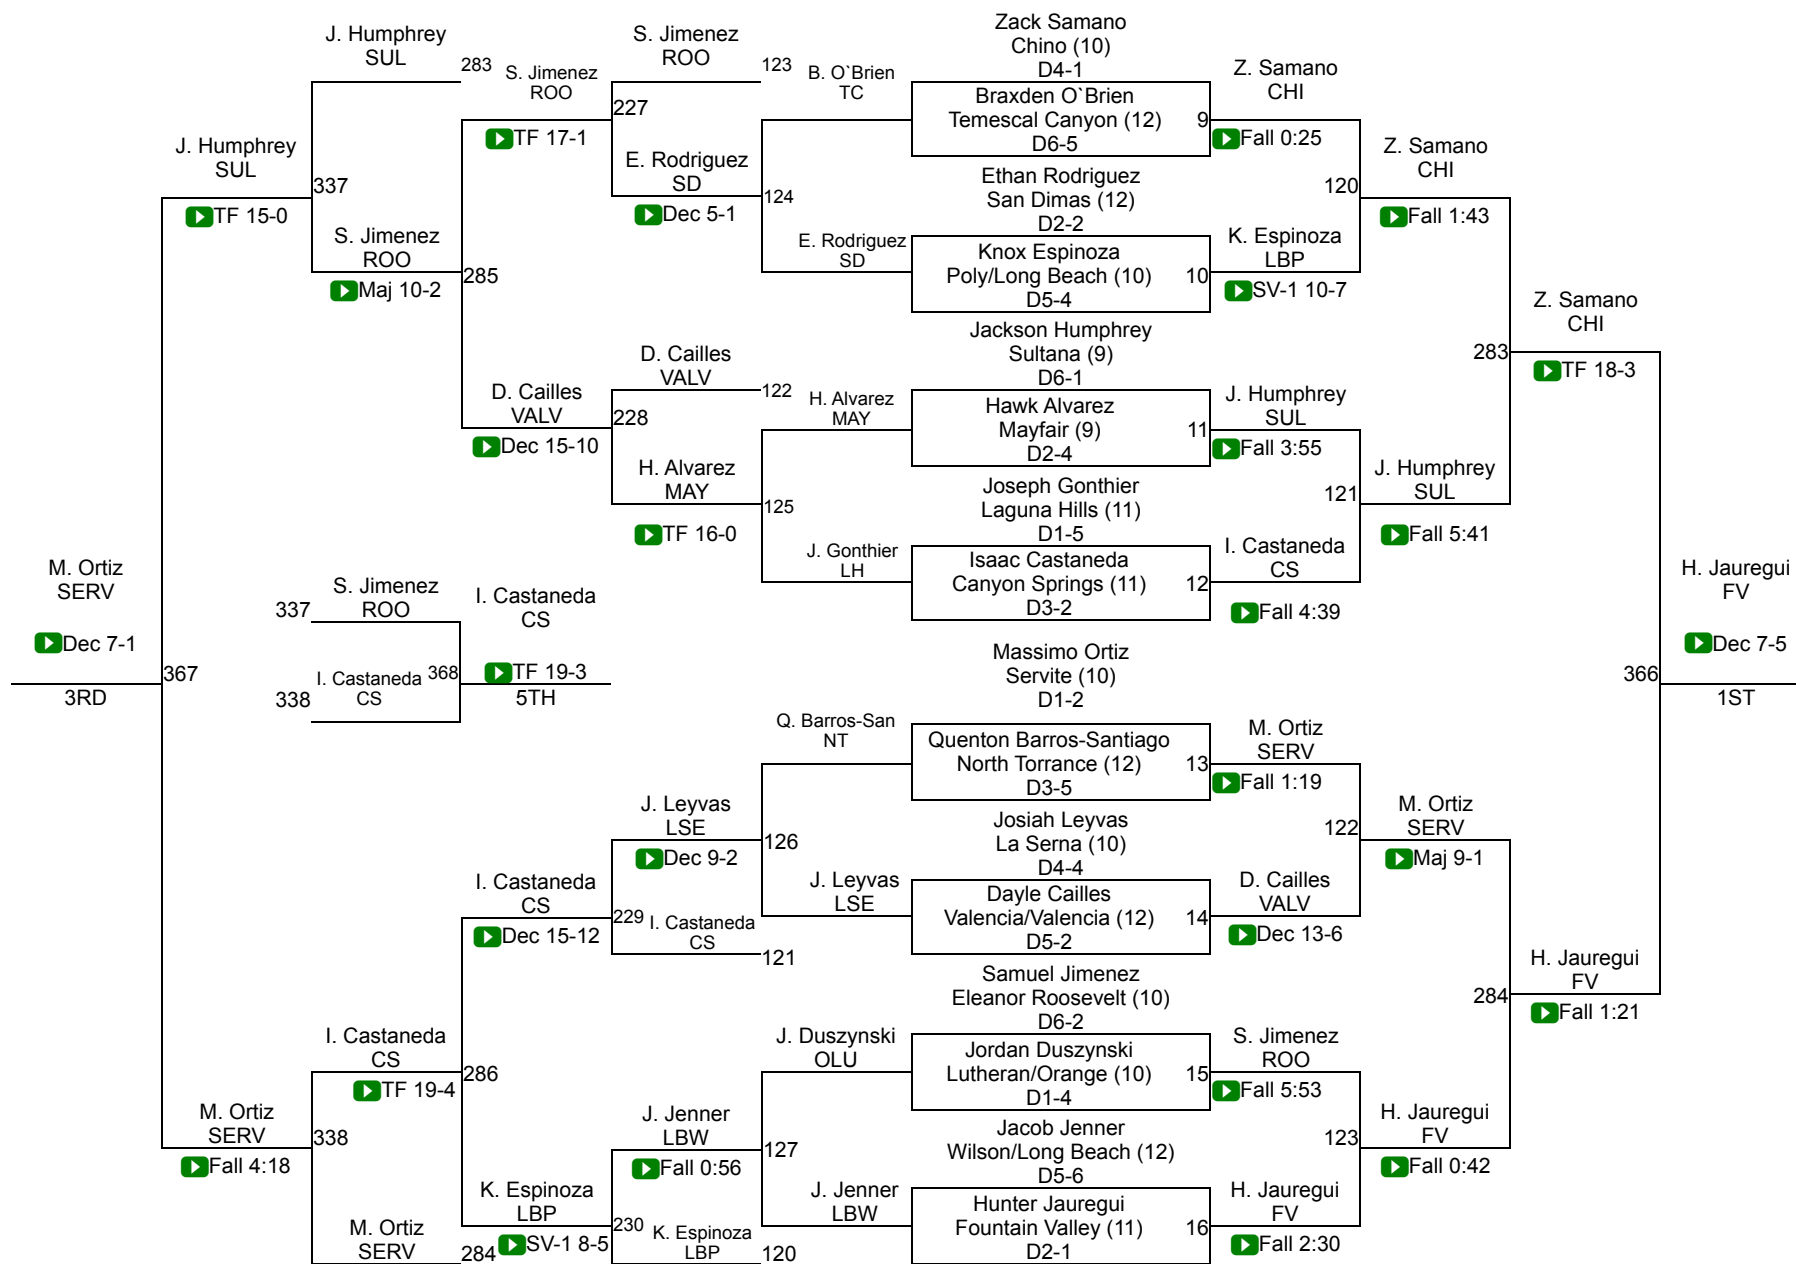 J. Humphrey
SUL
283
S. Jimenez
ROO
S. Jimenez
ROO
123
B. O`Brien
TC
Zack Samano
Chino (10)
D4-1
Braxden O`Brien
Temescal Canyon (12)
D6-5
9
Z. Samano
CHI
Fall 0:25
227
TF 17-1
J. Humphrey
SUL
TF 15-0
337
E. Rodriguez
SD
Dec 5-1
124
Ethan Rodriguez
San Dimas (12)
D2-2
120
Z. Samano
CHI
Fall 1:43
S. Jimenez
ROO
Maj 10-2
285
E. Rodriguez
SD
Knox Espinoza
Poly/Long Beach (10)
D5-4
10
K. Espinoza
LBP
SV-1 10-7
Z. Samano
CHI
TF 18-3
283
Jackson Humphrey
Sultana (9)
D6-1
D. Cailles
VALV
122
D. Cailles
VALV
Dec 15-10
228
H. Alvarez
MAY
Hawk Alvarez
Mayfair (9)
D2-4
11
J. Humphrey
SUL
Fall 3:55
H. Alvarez
MAY
TF 16-0
125
Joseph Gonthier
Laguna Hills (11)
D1-5
121
J. Humphrey
SUL
Fall 5:41
J. Gonthier
LH
Isaac Castaneda
Canyon Springs (11)
D3-2
12
I. Castaneda
CS
Fall 4:39
M. Ortiz
SERV
Dec 7-1
3RD
367
337
S. Jimenez
ROO
338
I. Castaneda
CS
368
I. Castaneda
CS
TF 19-3
5TH
H. Jauregui
FV
Dec 7-5
1ST
366
Massimo Ortiz
Servite (10)
D1-2
Q. Barros-San
NT
Quenton Barros-Santiago
North Torrance (12)
D3-5
13
M. Ortiz
SERV
Fall 1:19
J. Leyvas
LSE
Dec 9-2
126
Josiah Leyvas
La Serna (10)
D4-4
122
M. Ortiz
SERV
Maj 9-1
I. Castaneda
CS
Dec 15-12
229
I. Castaneda
CS
121
J. Leyvas
LSE
Dayle Cailles
Valencia/Valencia (12)
D5-2
14
D. Cailles
VALV
Dec 13-6
Samuel Jimenez
Eleanor Roosevelt (10)
D6-2
284
H. Jauregui
FV
Fall 1:21
I. Castaneda
CS
TF 19-4
286
J. Duszynski
OLU
Jordan Duszynski
Lutheran/Orange (10)
D1-4
15
S. Jimenez
ROO
Fall 5:53
M. Ortiz
SERV
Fall 4:18
338
J. Jenner
LBW
Fall 0:56
127
Jacob Jenner
Wilson/Long Beach (12)
D5-6
123
H. Jauregui
FV
Fall 0:42
M. Ortiz
SERV
284
K. Espinoza
LBP
SV-1 8-5
230
K. Espinoza
LBP
120
J. Jenner
LBW
Hunter Jauregui
Fountain Valley (11)
D2-1
16
H. Jauregui
FV
Fall 2:30